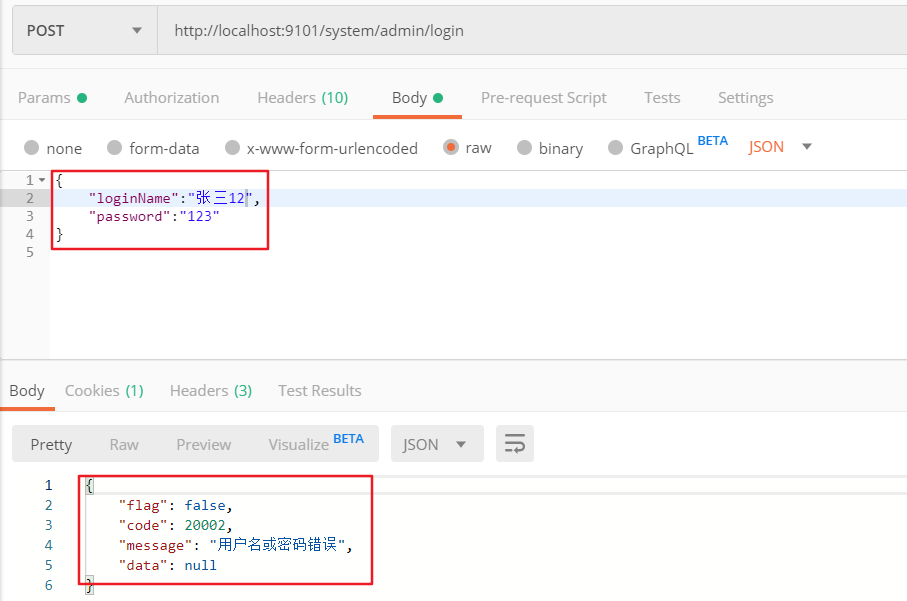 POST http://localhost:9101/system/admin/login
Params Authorization Headers (10) Body Pre-request Script Tests Settings
none form-data x-www-form-urlencoded raw binary GraphQL BETA JSON
1 {
2 "loginName":"张三12",
3 "password":"123"
4 }
5
Body Cookies (1) Headers (3) Test Results
Pretty Raw Preview Visualize BETA JSON
1 {
2 "flag": false,
3 "code": 20002,
4 "message": "用户名或密码错误",
5 "data": null
6 }